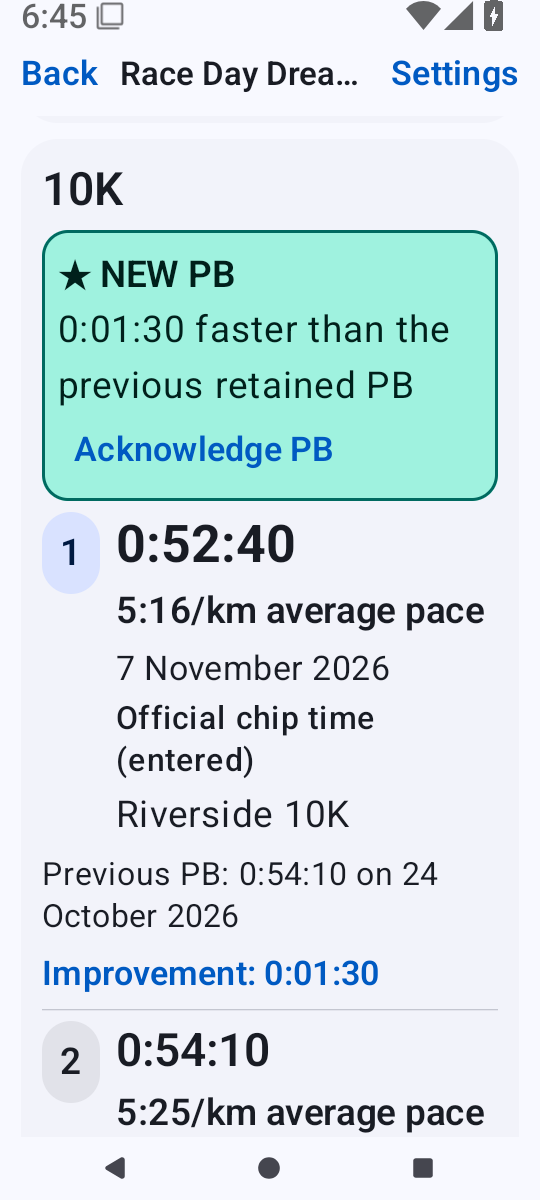 6:45
Back Race Day Drea... Settings
10K
★ NEW PB
0:01:30 faster than the
previous retained PB
Acknowledge PB
1 0:52:40
5:16/km average pace
7 November 2026
Official chip time
(entered)
Riverside 10K
Previous PB: 0:54:10 on 24
October 2026
Improvement: 0:01:30
2 0:54:10
5:25/km average pace